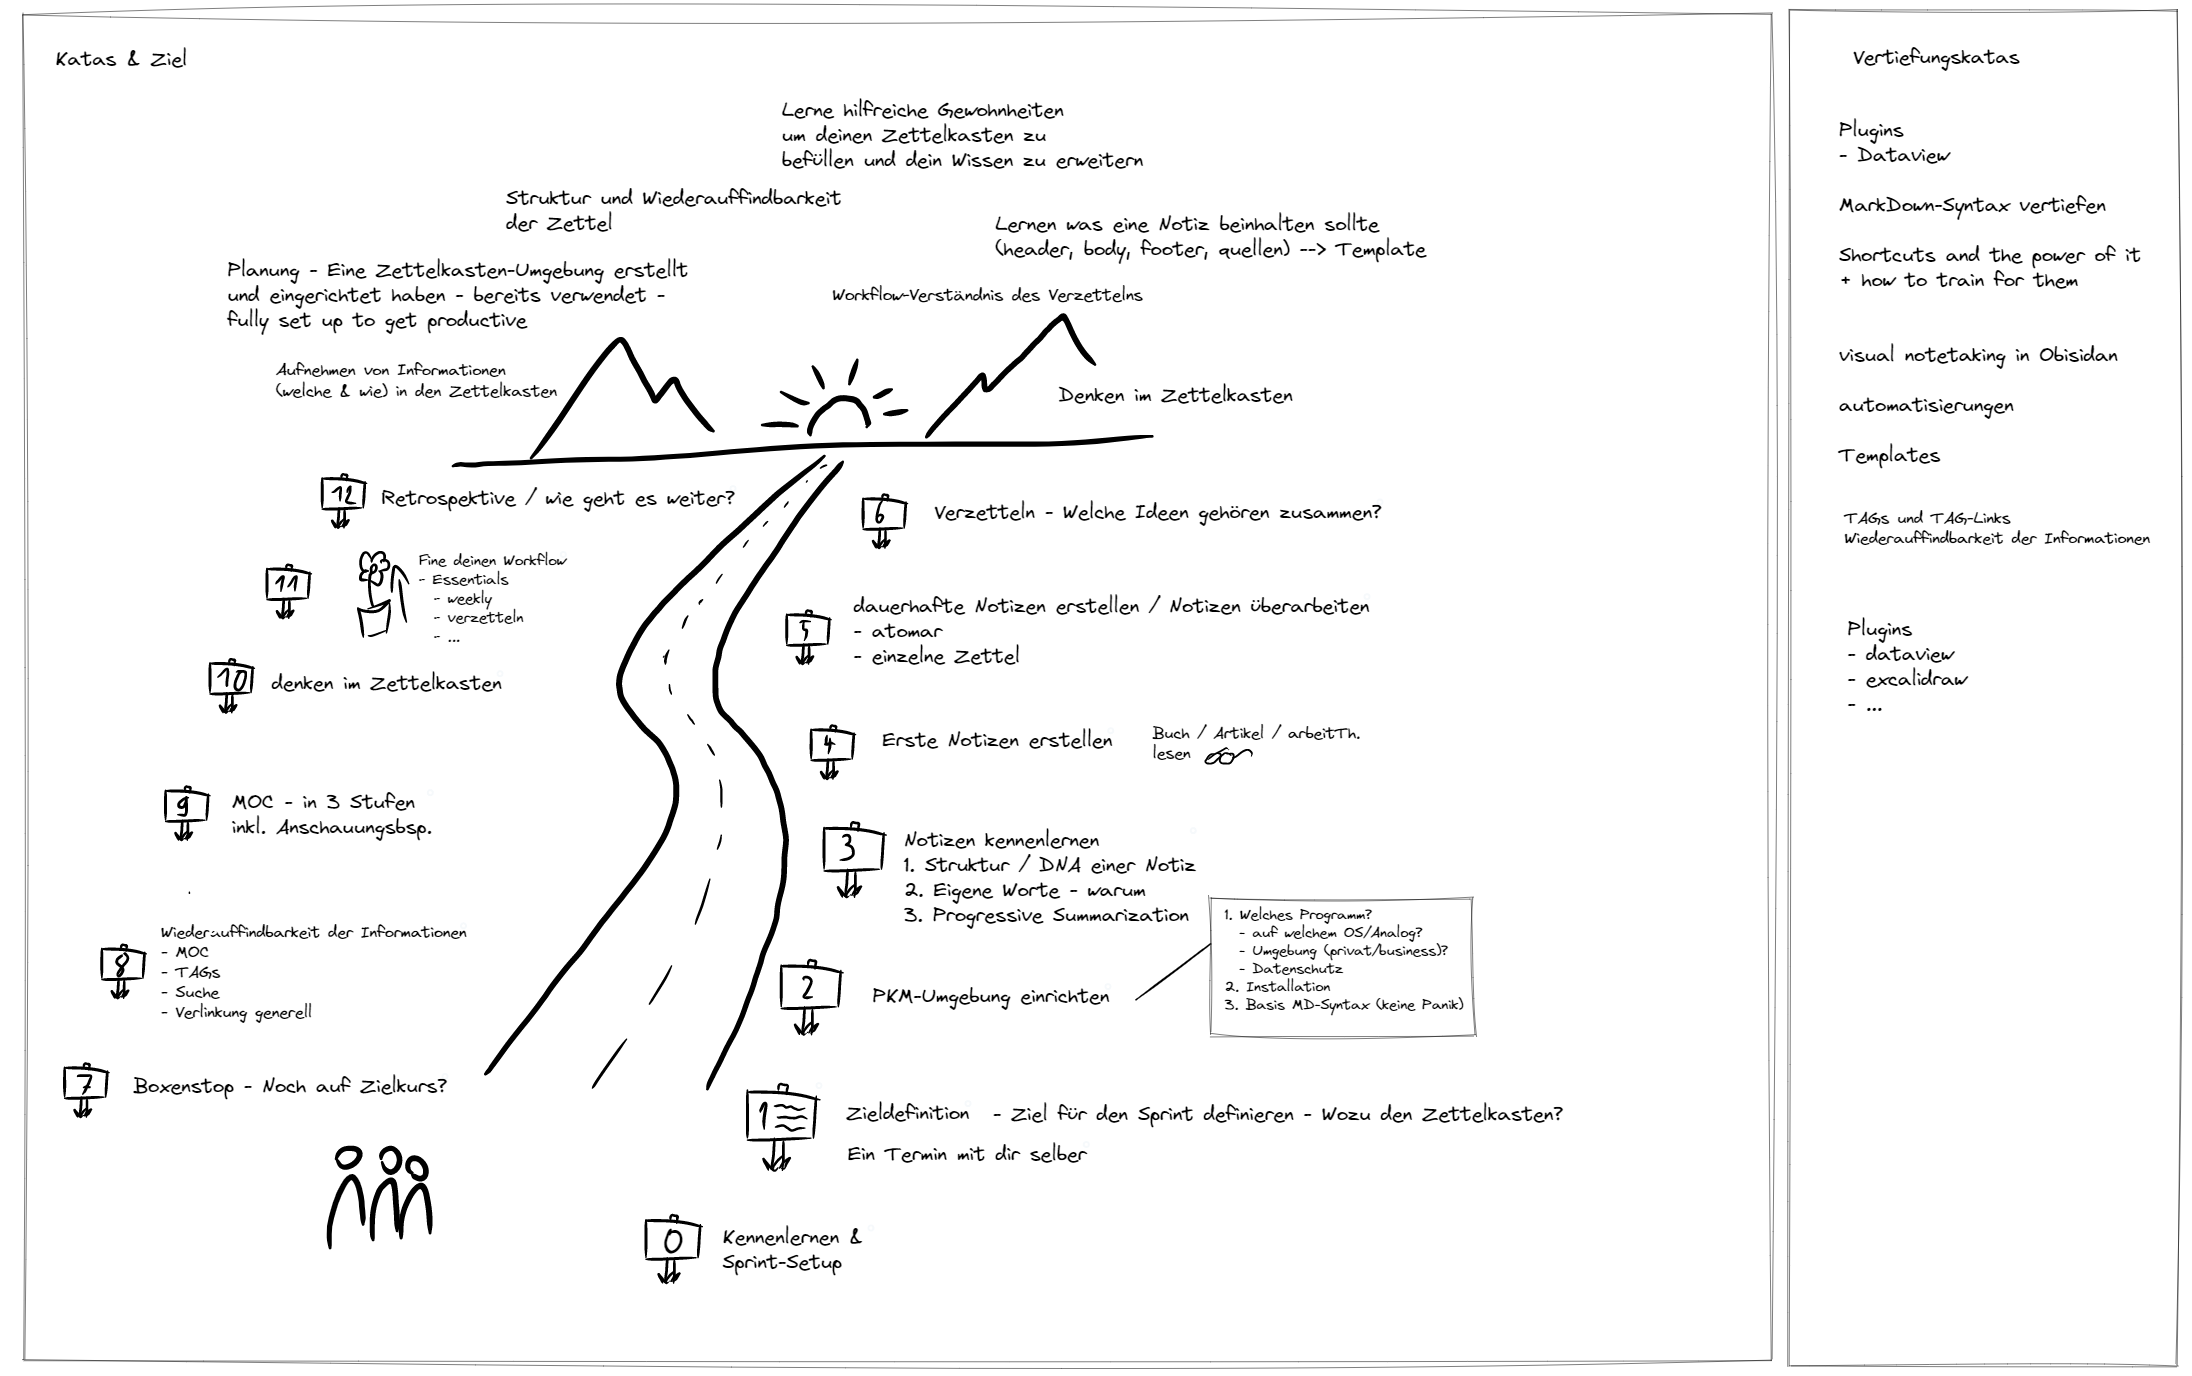 Katas & Ziel
Lerne hilfreiche Gewohnheiten
um deinen Zettelkasten zu
befüllen und dein Wissen zu erweitern
Struktur und Wiederauffindbarkeit
der Zettel
Lernen was eine Notiz beinhalten sollte
(header, body, footer, quellen) --> Template
Planung - Eine Zettelkasten-Umgebung erstellt
und eingerichtet haben - bereits verwendet -
fully set up to get productive
Workflow-Verständnis des Verzettelns
Aufnehmen von Informationen
(welche & wie) in den Zettelkasten
Denken im Zettelkasten
12
Retrospektive / wie geht es weiter?
11
Fine deinen Workflow
- Essentials
- weekly
- verzetteln
- ...
10
denken im Zettelkasten
9
MOC - in 3 Stufen
inkl. Anschauungsbsp.
8
Wiederauffindbarkeit der Informationen
- MOC
- TAGs
- Suche
- Verlinkung generell
7
Boxenstop - Noch auf Zielkurs?
6
Verzetteln - Welche Ideen gehören zusammen?
5
dauerhafte Notizen erstellen / Notizen überarbeiten
- atomar
- einzelne Zettel
4
Erste Notizen erstellen
Buch / Artikel / arbeitTh.
lesen
3
Notizen kennenlernen
1. Struktur / DNA einer Notiz
2. Eigene Worte - warum
3. Progressive Summarization
2
PKM-Umgebung einrichten
1. Welches Programm?
- auf welchem OS/Analog?
- Umgebung (privat/business)?
- Datenschutz
2. Installation
3. Basis MD-Syntax (keine Panik)
1
Zieldefinition - Ziel für den Sprint definieren - Wozu den Zettelkasten?
Ein Termin mit dir selber
0
Kennenlernen &
Sprint-Setup
Vertiefungskatas
Plugins
- Dataview
MarkDown-Syntax vertiefen
Shortcuts and the power of it
+ how to train for them
visual notetaking in Obisidan
automatisierungen
Templates
TAGs und TAG-Links
Wiederauffindbarkeit der Informationen
Plugins
- dataview
- excalidraw
- ...